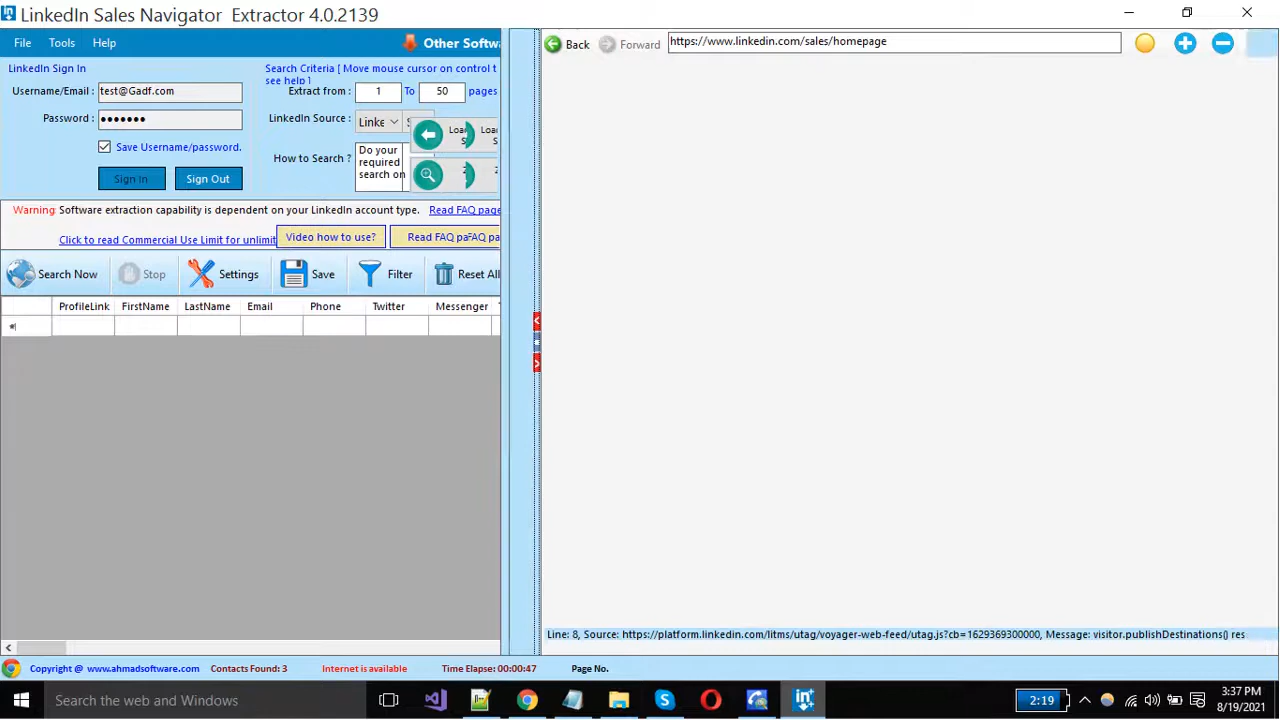 LinkedIn Sales Navigator Extractor 4.0.2139
File Tools Help
Other Softw
LinkedIn Sign In
Username/Email : test@Gadf.com
Password : •••••••
Save Username/password.
Sign In Sign Out
Search Criteria [ Move mouse cursor on control t
see help ]
Extract from : 1 To 50 pages
LinkedIn Source : Linke
How to Search ? Do your
required
search on
Warning: Software extraction capability is dependent on your LinkedIn account type. Read FAQ page
Click to read Commercial Use Limit for unlimit Video how to use? Read FAQ pa
Search Now Stop Settings Save Filter Reset All
ProfileLink FirstName LastName Email Phone Twitter Messenger
Back Forward https://www.linkedin.com/sales/homepage
Line: 8, Source: https://platform.linkedin.com/litms/utag/voyager-web-feed/utag.js?cb=1629369300000, Message: visitor.publishDestinations() res
Copyright @ www.ahmadsoftware.com Contacts Found: 3 Internet is available Time Elapse: 00:00:47 Page No.
Search the web and Windows
2:19
3:37 PM
8/19/2021